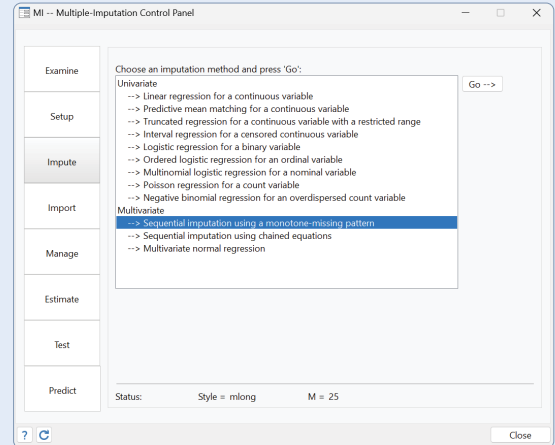 MI -- Multiple-Imputation Control Panel
Examine
Setup
Impute
Import
Manage
Estimate
Test
Predict
Choose an imputation method and press 'Go':
Go -->
Univariate
--> Linear regression for a continuous variable
--> Predictive mean matching for a continuous variable
--> Truncated regression for a continuous variable with a restricted range
--> Interval regression for a censored continuous variable
--> Logistic regression for a binary variable
--> Ordered logistic regression for an ordinal variable
--> Multinomial logistic regression for a nominal variable
--> Poisson regression for a count variable
--> Negative binomial regression for an overdispersed count variable
Multivariate
--> Sequential imputation using a monotone-missing pattern
--> Sequential imputation using chained equations
--> Multivariate normal regression
Status: Style = mlong M = 25
? Close